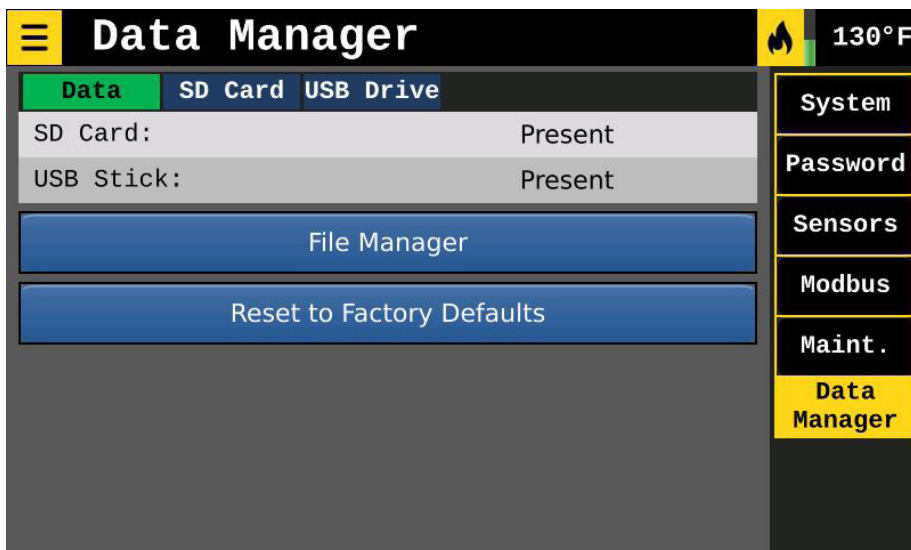 Data Manager
130°F
Data SD Card USB Drive
SD Card: Present
USB Stick: Present
File Manager
Reset to Factory Defaults
System
Password
Sensors
Modbus
Maint.
Data
Manager